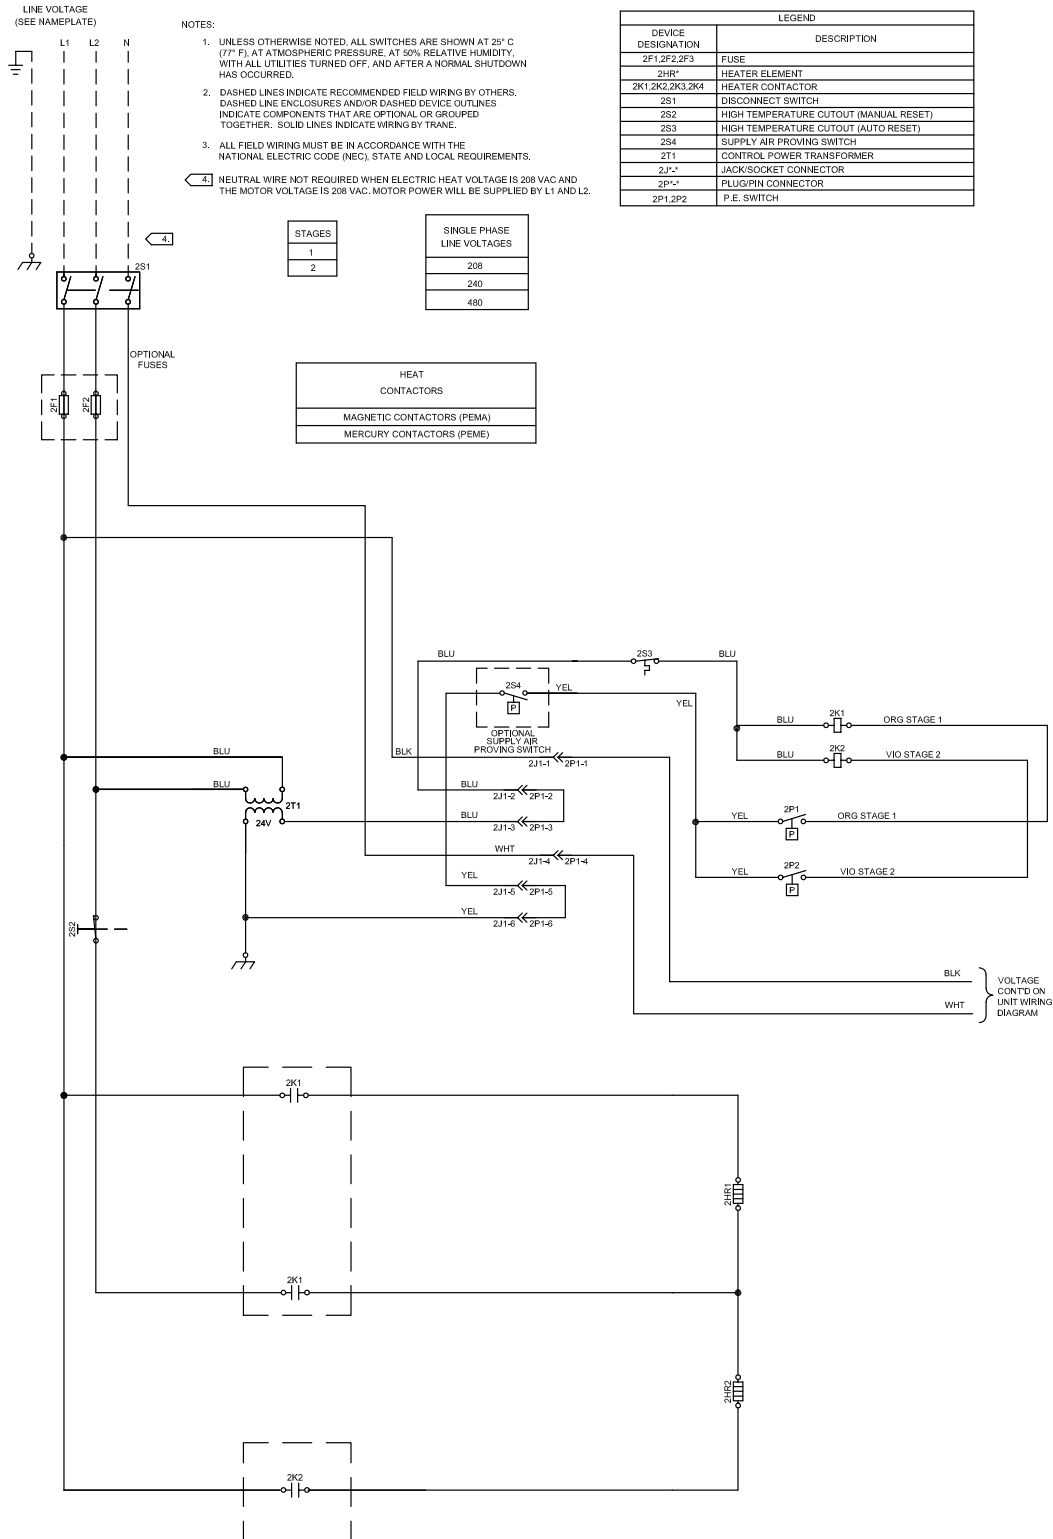 LINE VOLTAGE
(SEE NAMEPLATE)
L1 L2 N
NOTES:
1. UNLESS OTHERWISE NOTED, ALL SWITCHES ARE SHOWN AT 25° C
(77° F), AT ATMOSPHERIC PRESSURE, AT 50% RELATIVE HUMIDITY,
WITH ALL UTILITIES TURNED OFF, AND AFTER A NORMAL SHUTDOWN
HAS OCCURRED.
2. DASHED LINES INDICATE RECOMMENDED FIELD WIRING BY OTHERS.
DASHED LINE ENCLOSURES AND/OR DASHED DEVICE OUTLINES
INDICATE COMPONENTS THAT ARE OPTIONAL OR GROUPED
TOGETHER. SOLID LINES INDICATE WIRING BY TRANE.
3. ALL FIELD WIRING MUST BE IN ACCORDANCE WITH THE
NATIONAL ELECTRIC CODE (NEC), STATE AND LOCAL REQUIREMENTS.
4. NEUTRAL WIRE NOT REQUIRED WHEN ELECTRIC HEAT VOLTAGE IS 208 VAC AND
THE MOTOR VOLTAGE IS 208 VAC. MOTOR POWER WILL BE SUPPLIED BY L1 AND L2.
LEGEND
DEVICE
DESIGNATION
DESCRIPTION
2F1,2F2,2F3 FUSE
2HR* HEATER ELEMENT
2K1,2K2,2K3,2K4 HEATER CONTACTOR
2S1 DISCONNECT SWITCH
2S2 HIGH TEMPERATURE CUTOUT (MANUAL RESET)
2S3 HIGH TEMPERATURE CUTOUT (AUTO RESET)
2S4 SUPPLY AIR PROVING SWITCH
2T1 CONTROL POWER TRANSFORMER
2J*-* JACK/SOCKET CONNECTOR
2P*-* PLUG/PIN CONNECTOR
2P1,2P2 P.E. SWITCH
4.
STAGES
1
2
SINGLE PHASE
LINE VOLTAGES
208
240
480
2S1
OPTIONAL
FUSES
2F1
2F2
HEAT
CONTACTORS
MAGNETIC CONTACTORS (PEMA)
MERCURY CONTACTORS (PEME)
BLU
2S3
BLU
2S4
P
YEL
YEL
OPTIONAL
SUPPLY AIR
PROVING SWITCH
BLU 2K1 ORG STAGE 1
BLU 2K2 VIO STAGE 2
BLK
2J1-1 2P1-1
BLU
BLU
BLU
2J1-2 2P1-2
2T1
24V
BLU
2J1-3 2P1-3
YEL 2P1 ORG STAGE 1
P
WHT
2J1-4 2P1-4
YEL 2P2 VIO STAGE 2
P
YEL
2J1-5 2P1-5
YEL
2J1-6 2P1-6
2S2
BLK
WHT
VOLTAGE
CONT'D ON
UNIT WIRING
DIAGRAM
2K1
2HR1
2K1
2HR2
2K2